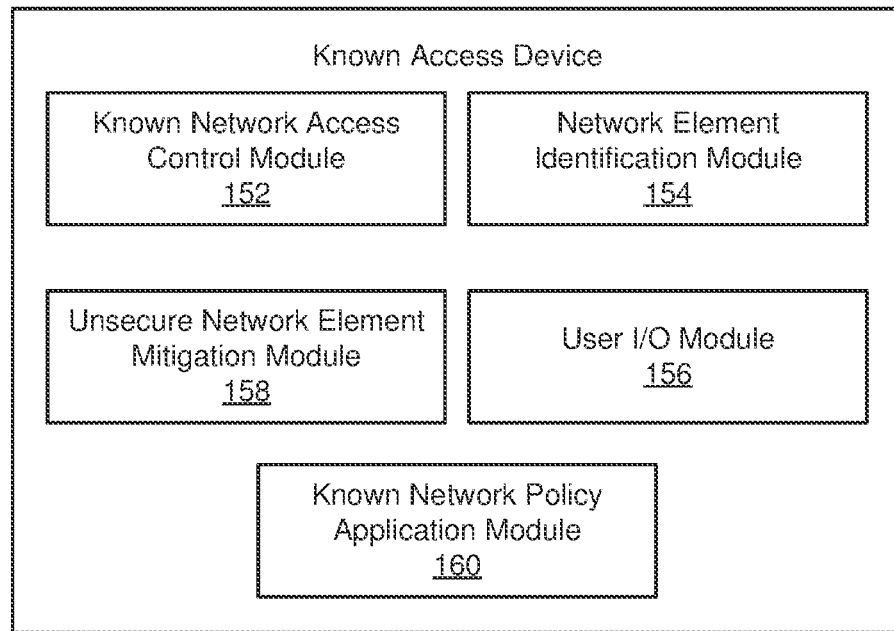 Known Access Device
Known Network Access
Control Module
152
Network Element
Identification Module
154
Unsecure Network Element
Mitigation Module
158
User I/O Module
156
Known Network Policy
Application Module
160